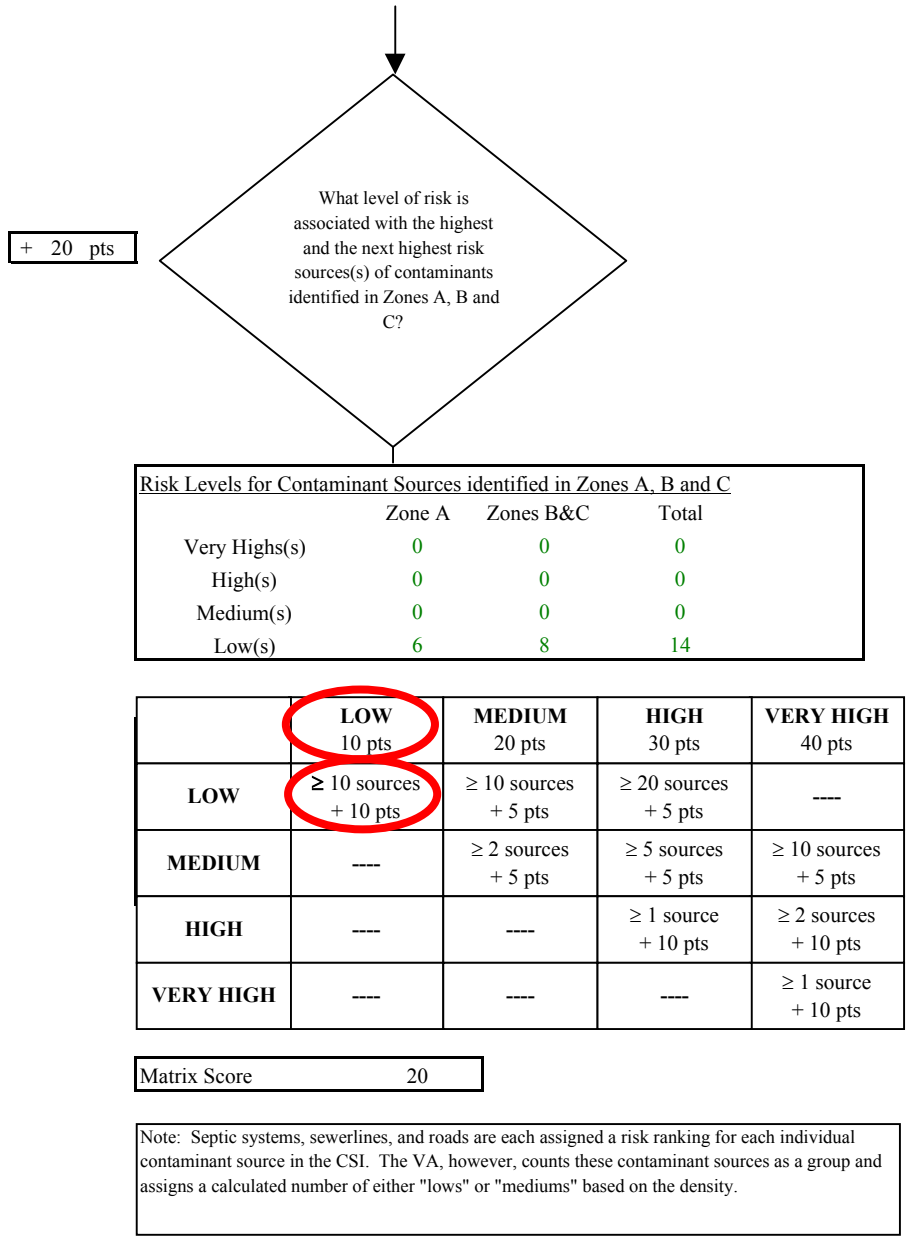 What level of risk is
associated with the highest
and the next highest risk
sources(s) of contaminants
identified in Zones A, B and
C?
+ 20 pts
Risk Levels for Contaminant Sources identified in Zones A, B and C
Zone A Zones B&C Total
Very Highs(s) 0 0 0
High(s) 0 0 0
Medium(s) 0 0 0
Low(s) 6 8 14
LOW MEDIUM HIGH VERY HIGH
10 pts 20 pts 30 pts 40 pts
LOW ≥ 10 sources ≥ 10 sources ≥ 20 sources ----
+ 10 pts + 5 pts + 5 pts
MEDIUM ---- ≥ 2 sources ≥ 5 sources ≥ 10 sources
+ 5 pts + 5 pts + 5 pts
HIGH ---- ---- ≥ 1 source ≥ 2 sources
+ 10 pts + 10 pts
VERY HIGH ---- ---- ---- ≥ 1 source
+ 10 pts
Matrix Score 20
Note: Septic systems, sewerlines, and roads are each assigned a risk ranking for each individual
contaminant source in the CSI. The VA, however, counts these contaminant sources as a group and
assigns a calculated number of either "lows" or "mediums" based on the density.